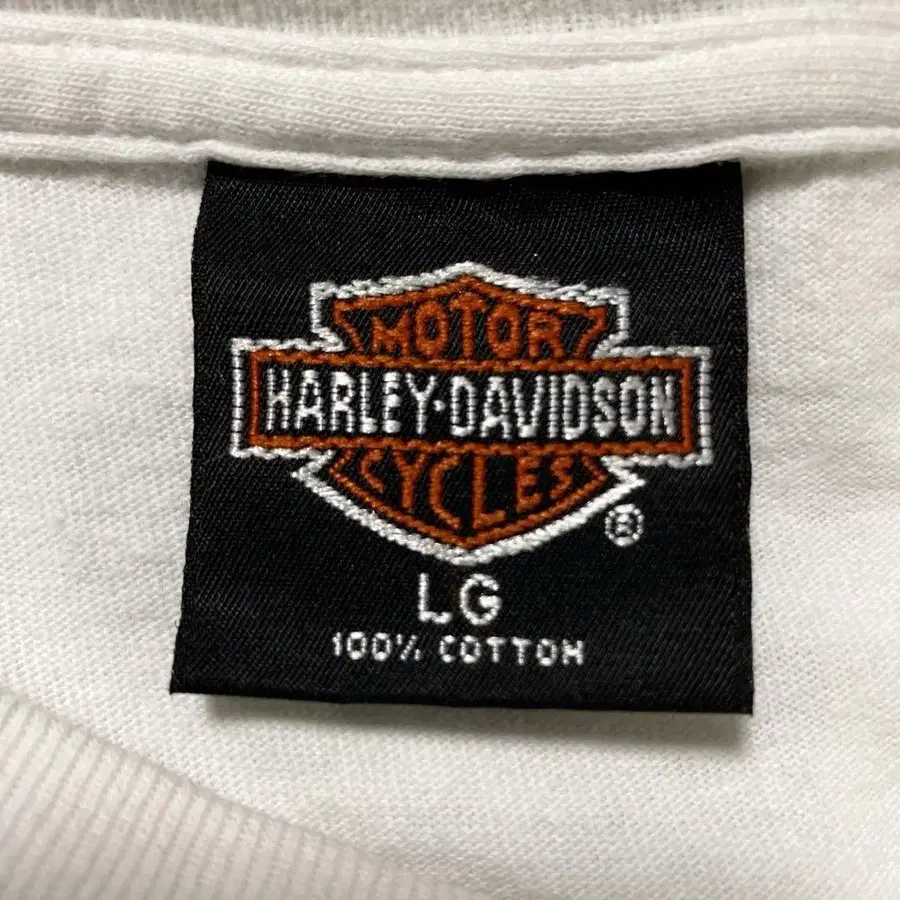 MOTOR
HARLEY-DAVIDSON
CYCLES
®
LG
100% COTTON